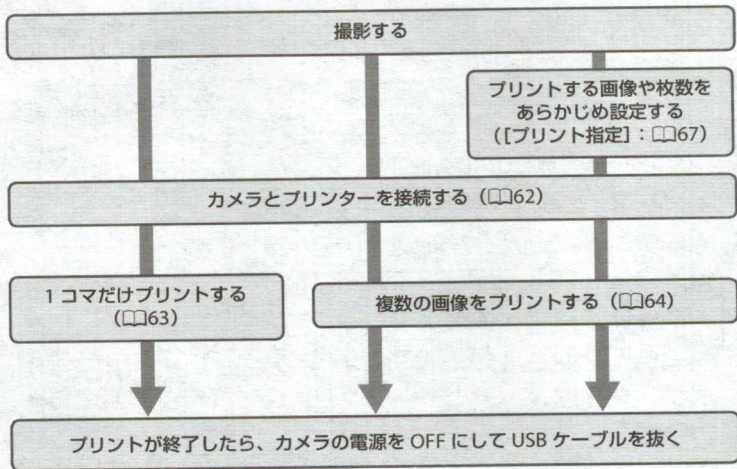 撮影する
プリントする画像や枚数を
あらかじめ設定する
（[プリント指定]：📖67）
カメラとプリンターを接続する（📖62）
1 コマだけプリントする
（📖63）
複数の画像をプリントする（📖64）
プリントが終了したら、カメラの電源を OFF にして USB ケーブルを抜く